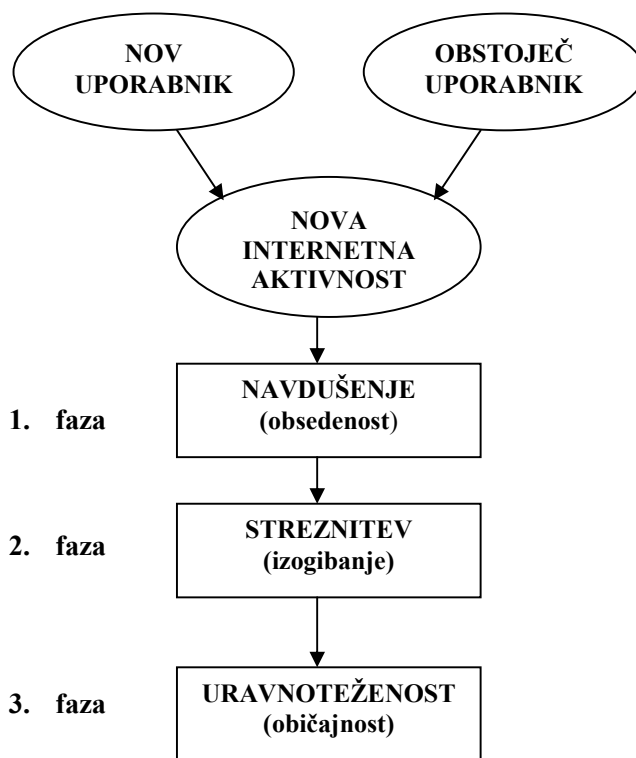 NOV
UPORABNIK
OBSTOJEČ
UPORABNIK
NOVA
INTERNETNA
AKTIVNOST
1. faza
NAVDUŠENJE
(obsedenost)
2. faza
STREZNITEV
(izogibanje)
3. faza
URAVNOTEŽENOST
(običajnost)